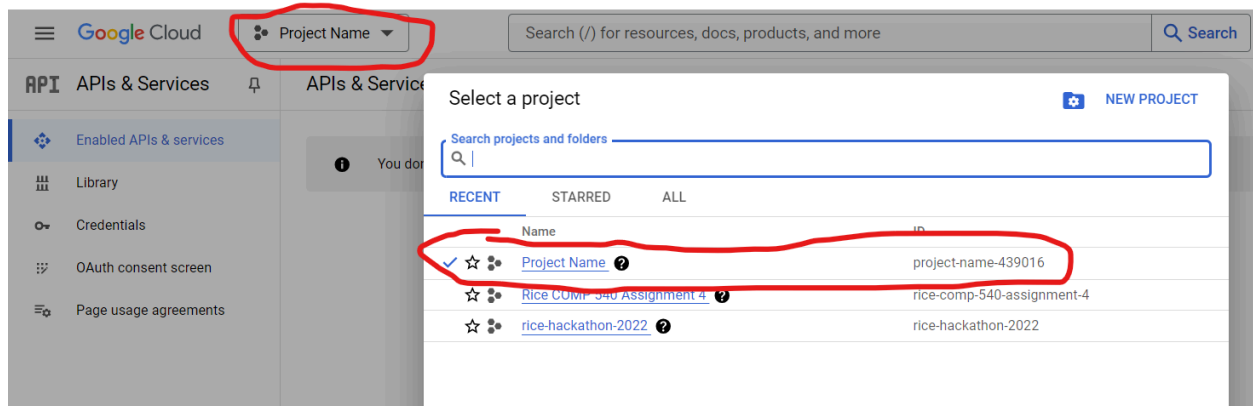 Google Cloud
Project Name
Search (/) for resources, docs, products, and more
Search
API
APIs & Services
APIs & Service
Select a project
NEW PROJECT
Search projects and folders
Enabled APIs & services
You don
Library
RECENT
STARRED
ALL
Credentials
Name
ID
Project Name
project-name-439016
OAuth consent screen
Rice COMP 540 Assignment 4
rice-comp-540-assignment-4
Page usage agreements
rice-hackathon-2022
rice-hackathon-2022